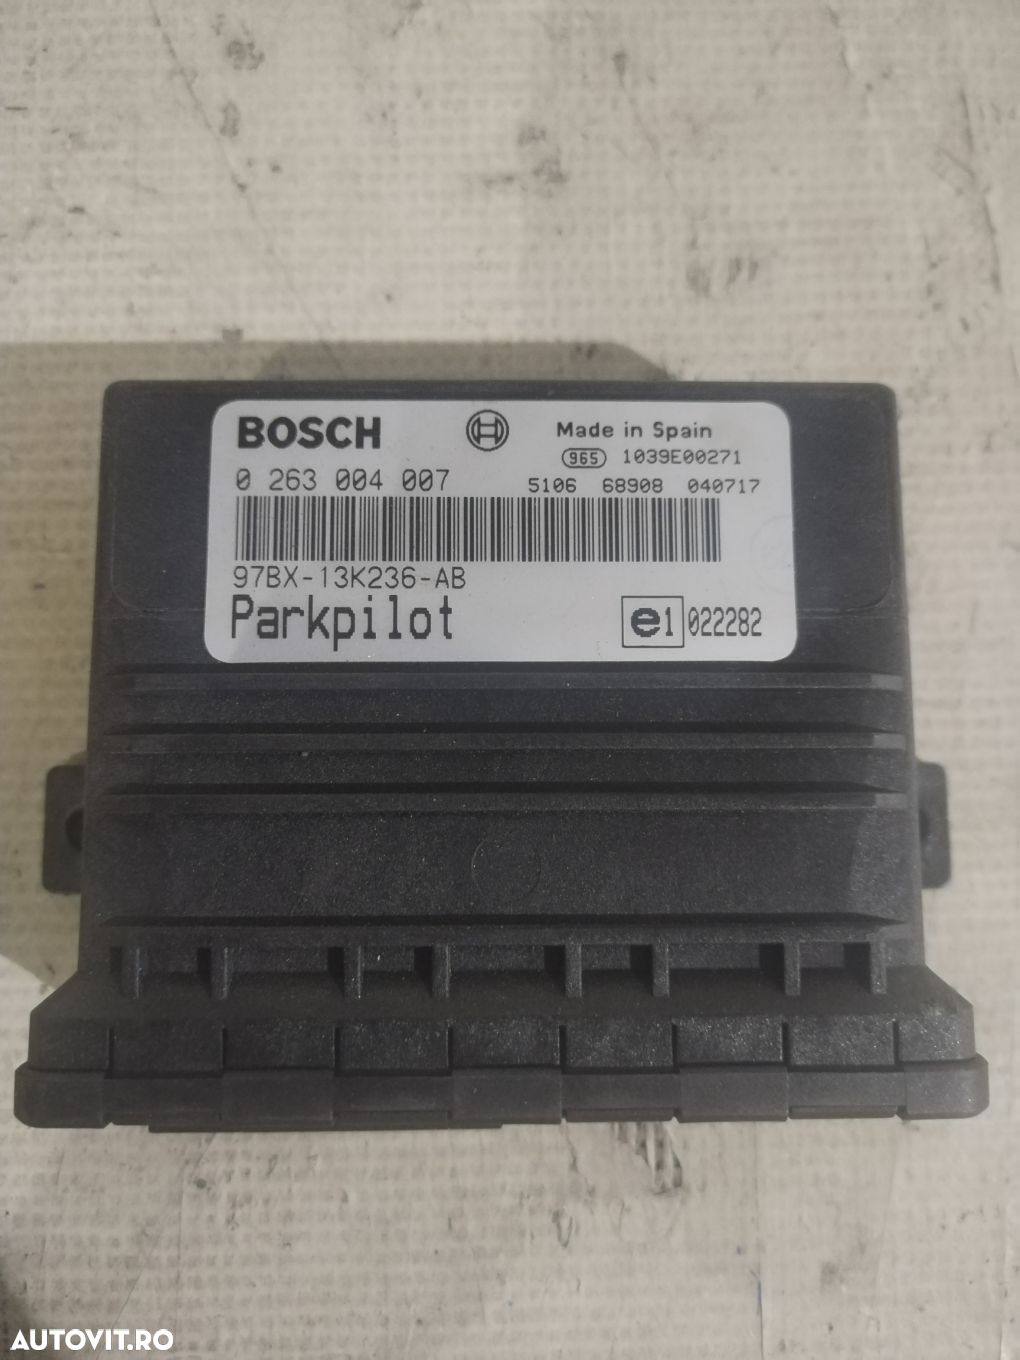 BOSCH
Made in Spain
965 1039E00271
0 263 004 007
5106 68908 040717
97BX-13K236-AB
Parkpilot
e1 022282
AUTOVIT.RO